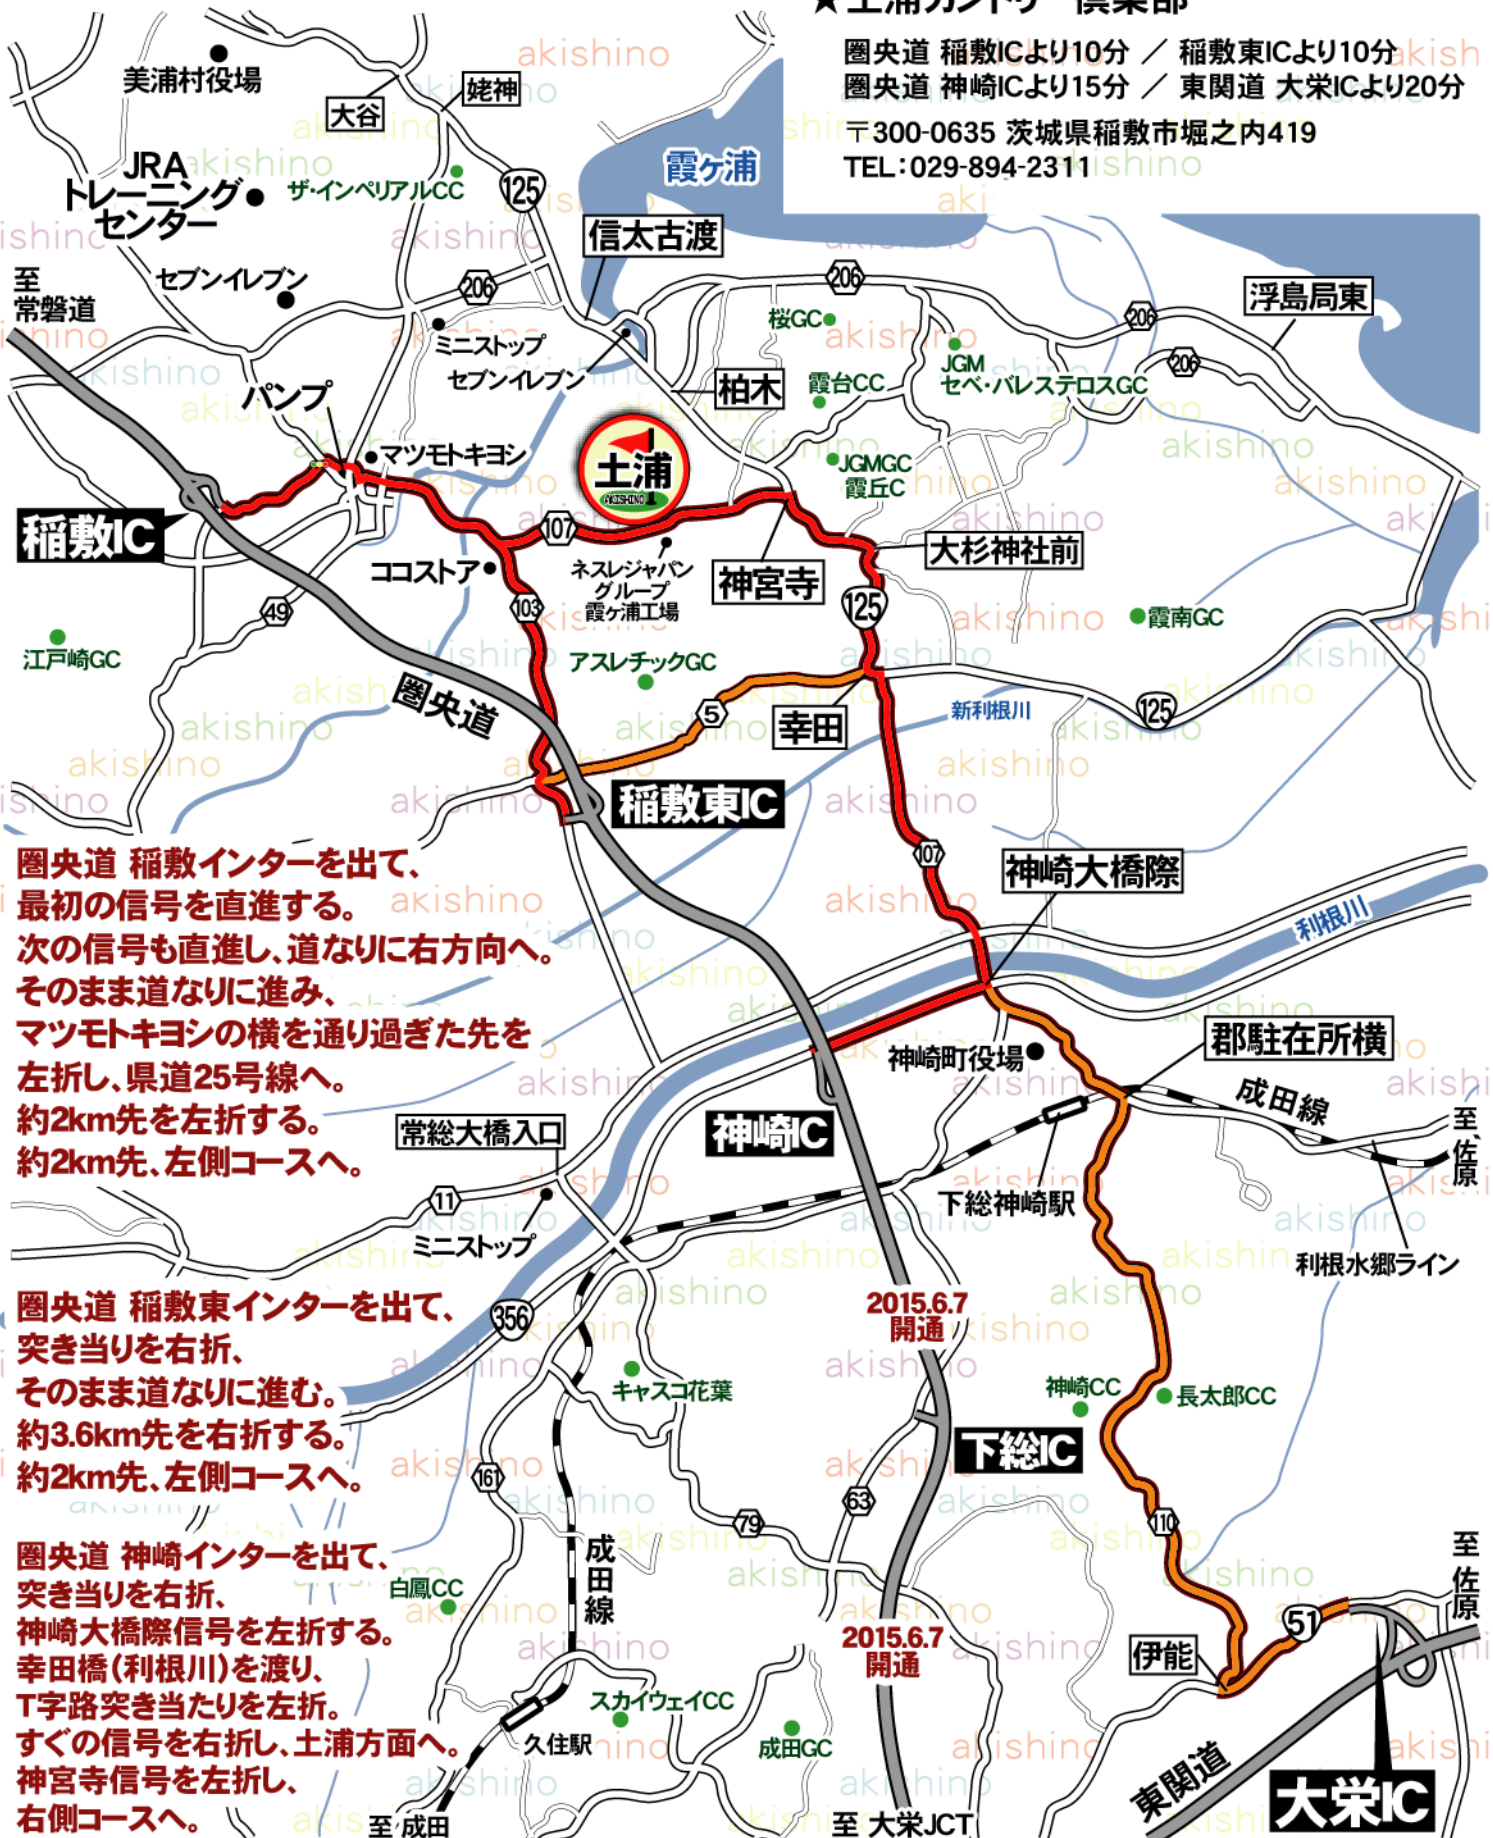 ★土浦カントリー倶楽部
圏央道 稲敷ICより10分 ／ 稲敷東ICより10分
圏央道 神崎ICより15分 ／ 東関道 大栄ICより20分
〒300-0635 茨城県稲敷市堀之内419
TEL:029-894-2311
美浦村役場
大谷
姥神
JRA
トレーニング
センター
ザ・インペリアルCC
125
霞ヶ浦
信太古渡
至
常磐道
セブンイレブン
206
206
206
206
浮島局東
ミニストップ
セブンイレブン
桜GC
JGM
セベ・バレステロスGC
霞台CC
柏木
パンプ
マツモトキヨシ
土浦
AKISHINO
JGMGC
霞丘C
稲敷IC
107
ココストア
ネスレジャパン
グループ
霞ヶ浦工場
神宮寺
大杉神社前
125
49
103
江戸崎GC
霞南GC
アスレチックGC
圏央道
5
幸田
新利根川
125
稲敷東IC
圏央道 稲敷インターを出て、
最初の信号を直進する。
次の信号も直進し、道なりに右方向へ。
そのまま道なりに進み、
マツモトキヨシの横を通り過ぎた先を
左折し、県道25号線へ。
約2km先を左折する。
約2km先、左側コースへ。
107
神崎大橋際
利根川
神崎町役場
郡駐在所横
成田線
至
佐原
常総大橋入口
神崎IC
11
ミニストップ
下総神崎駅
利根水郷ライン
圏央道 稲敷東インターを出て、
突き当りを右折、
そのまま道なりに進む。
約3.6km先を右折する。
約2km先、左側コースへ。
356
2015.6.7
開通
キャスコ花葉
神崎CC
長太郎CC
下総IC
161
79
63
110
圏央道 神崎インターを出て、
突き当りを右折、
神崎大橋際信号を左折する。
幸田橋(利根川)を渡り、
T字路突き当たりを左折。
すぐの信号を右折し、土浦方面へ。
神宮寺信号を左折し、
右側コースへ。
成田線
白鳳CC
2015.6.7
開通
至
佐原
51
伊能
スカイウェイCC
久住駅
成田GC
東関道
大栄IC
至 成田
至 大栄JCT